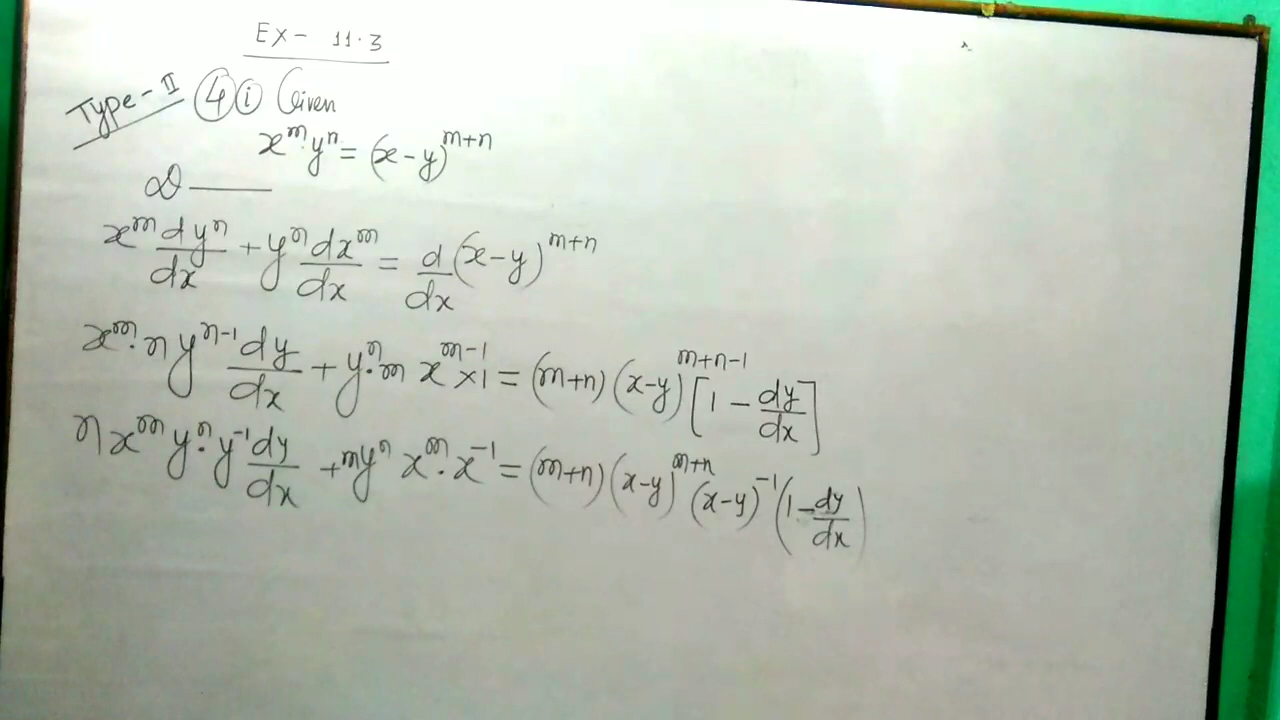 Ex- 11.3
Type-II ④ ⓘ Given
x^m · y^n = (x-y)^{m+n}
D ——
x^m dy^n/dx + y^n dx^m/dx = d/dx (x-y)^{m+n}
x^m · n y^{n-1} dy/dx + y^n · m x^{m-1} × 1 = (m+n) (x-y)^{m+n-1} [1 - dy/dx]
n x^m y^n · y^{-1} dy/dx + m y^n x^m · x^{-1} = (m+n) (x-y)^{m+n} (x-y)^{-1} (1 - dy/dx)